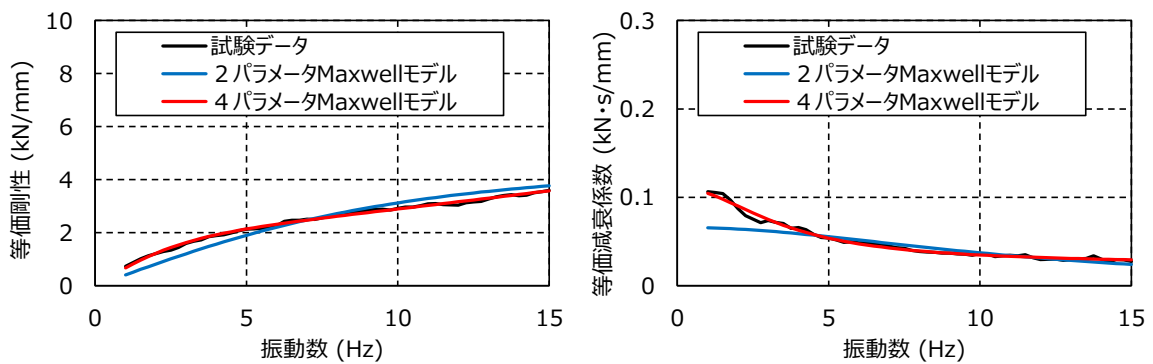 等価剛性 (kN/mm)
10
8
6
4
2
0
試験データ
２パラメータMaxwellモデル
４パラメータMaxwellモデル
0
5
10
15
振動数 (Hz)
等価減衰係数 (kN･s/mm)
0.3
0.2
0.1
0
試験データ
２パラメータMaxwellモデル
４パラメータMaxwellモデル
0
5
10
15
振動数 (Hz)